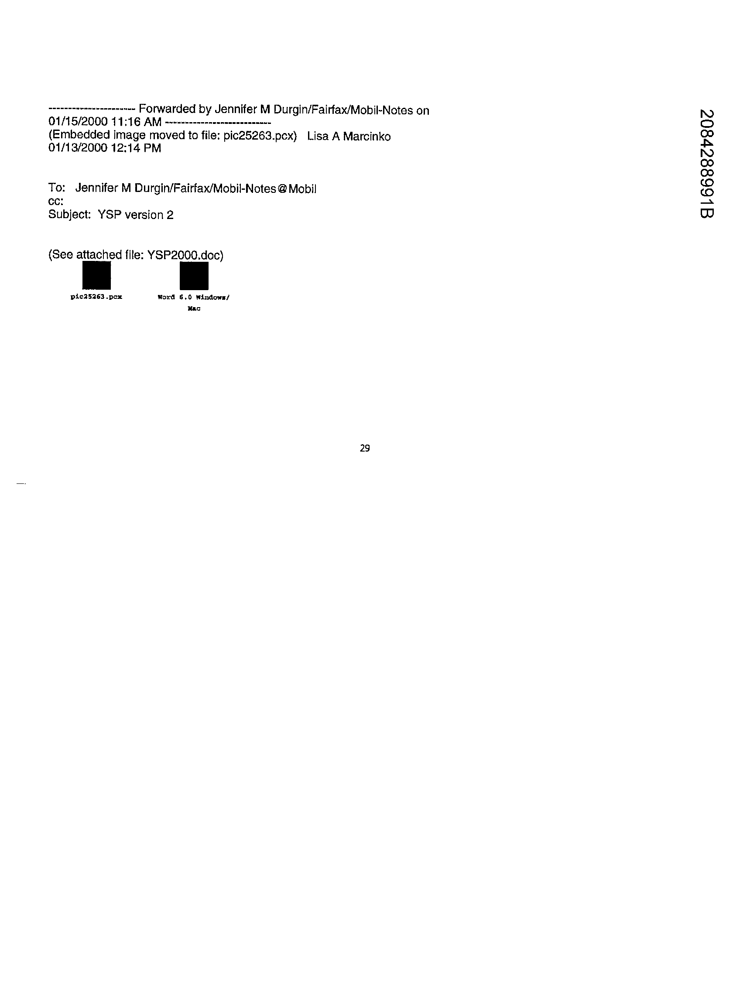 ---------------------- Forwarded by Jennifer M Durgin/Fairfax/Mobil-Notes on
01/15/2000 11:16 AM ---------------------------
(Embedded image moved to file: pic25263.pcx) Lisa A Marcinko
01/13/2000 12:14 PM
To: Jennifer M Durgin/Fairfax/Mobil-Notes@Mobil
cc:
Subject: YSP version 2
(See attached file: YSP2000.doc)
pic25263.pcx Word 6.0 Windows/
Mac
29
2084288991B